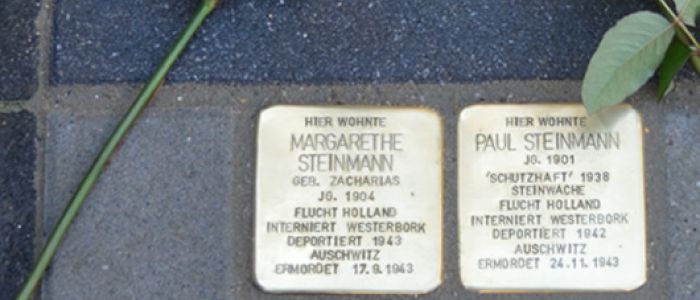 HIER WOHNTE
MARGARETHE
STEINMANN
GEB. ZACHARIAS
JG. 1904
FLUCHT HOLLAND
INTERNIERT WESTERBORK
DEPORTIERT 1943
AUSCHWITZ
ERMORDET 17.9.1943
HIER WOHNTE
PAUL STEINMANN
JG. 1901
'SCHUTZHAFT' 1938
STEINWACHE
FLUCHT HOLLAND
INTERNIERT WESTERBORK
DEPORTIERT 1942
AUSCHWITZ
ERMORDET 24.11.1943